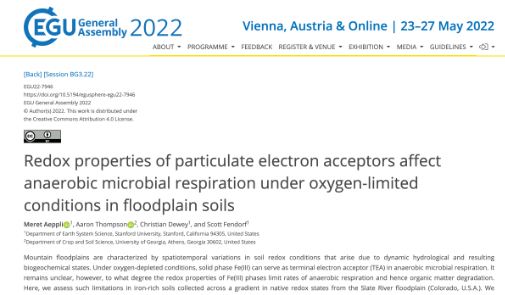 EGU General Assembly 2022
Vienna, Austria & Online | 23–27 May 2022
ABOUT PROGRAMME FEEDBACK REGISTER & VENUE EXHIBITION MEDIA GUIDELINES
[Back] [Session BG3.22]
EGU22-7946
https://doi.org/10.5194/egusphere-egu22-7946
EGU General Assembly 2022
© Author(s) 2022. This work is distributed under
the Creative Commons Attribution 4.0 License.
Redox properties of particulate electron acceptors affect
anaerobic microbial respiration under oxygen-limited
conditions in floodplain soils
Meret Aeppli¹, Aaron Thompson², Christian Dewey¹, and Scott Fendorf¹
¹Department of Earth System Science, Stanford University, Stanford, California 94305, United States
²Department of Crop and Soil Science, University of Georgia, Athens, Georgia 30602, United States
Mountain floodplains are characterized by spatiotemporal variations in soil redox conditions that arise due to dynamic hydrological and resulting
biogeochemical states. Under oxygen-depleted conditions, solid phase Fe(III) can serve as terminal electron acceptor (TEA) in anaerobic microbial respiration. It
remains unclear, however, to what degree the redox properties of Fe(III) phases limit rates of anaerobic respiration and hence organic matter degradation.
Here, we assess such limitations in iron-rich soils collected across a gradient in native redox states from the Slate River floodplain (Colorado, U.S.A.). We